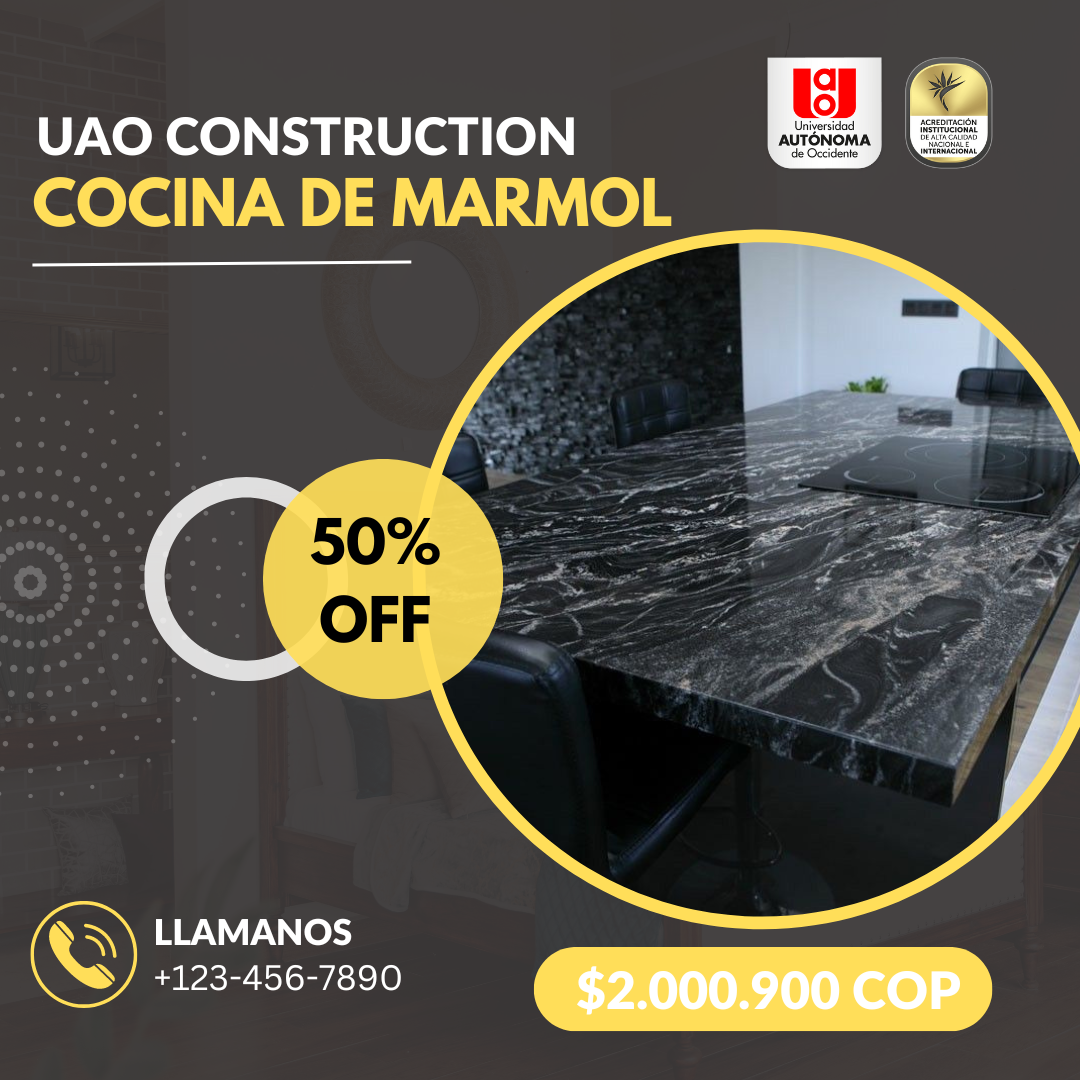 UAO CONSTRUCTION
COCINA DE MARMOL
Universidad
AUTÓNOMA
de Occidente
ACREDITACIÓN
INSTITUCIONAL
DE ALTA CALIDAD
NACIONAL E
INTERNACIONAL
50%
OFF
LLAMANOS
+123-456-7890
$2.000.900 COP